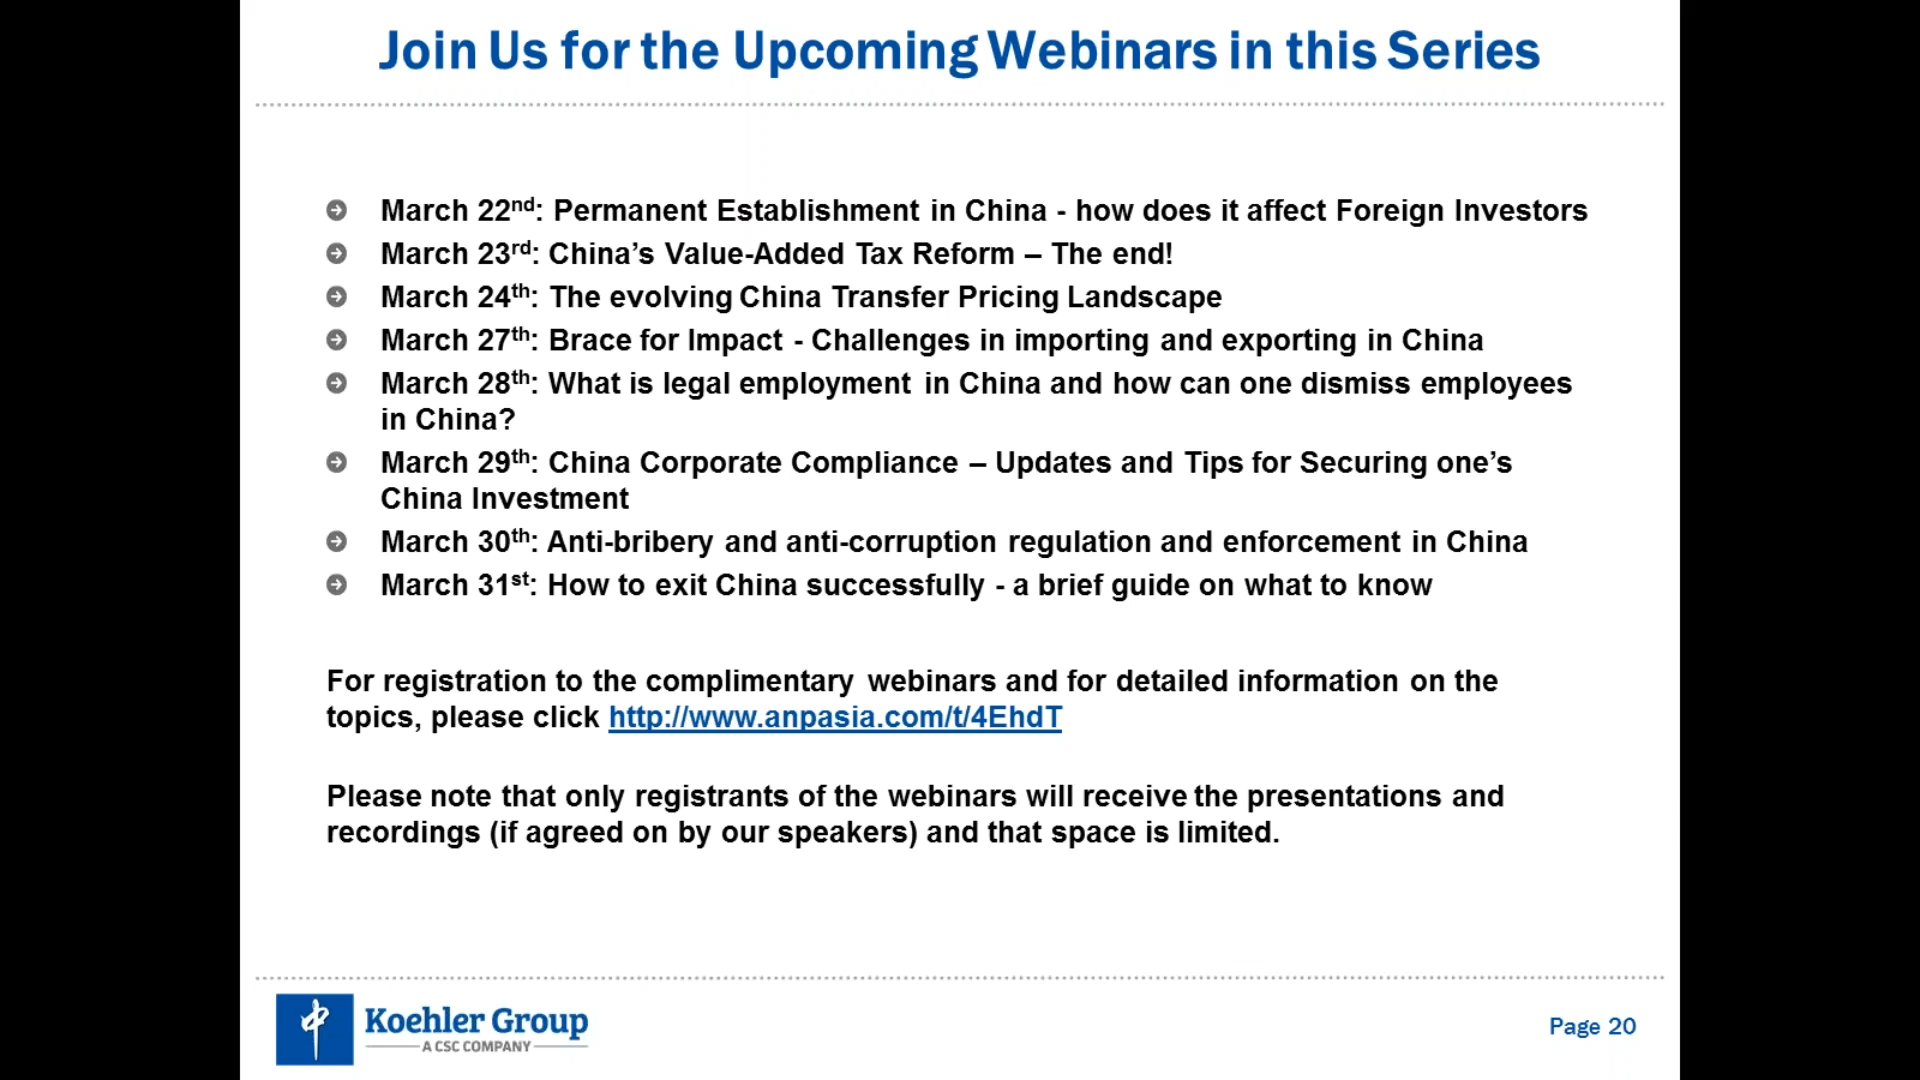 Join Us for the Upcoming Webinars in this Series
March 22nd: Permanent Establishment in China - how does it affect Foreign Investors
March 23rd: China’s Value-Added Tax Reform – The end!
March 24th: The evolving China Transfer Pricing Landscape
March 27th: Brace for Impact - Challenges in importing and exporting in China
March 28th: What is legal employment in China and how can one dismiss employees
in China?
March 29th: China Corporate Compliance – Updates and Tips for Securing one’s
China Investment
March 30th: Anti-bribery and anti-corruption regulation and enforcement in China
March 31st: How to exit China successfully - a brief guide on what to know
For registration to the complimentary webinars and for detailed information on the
topics, please click http://www.anpasia.com/t/4EhdT
Please note that only registrants of the webinars will receive the presentations and
recordings (if agreed on by our speakers) and that space is limited.
Koehler Group
A CSC COMPANY
Page 20